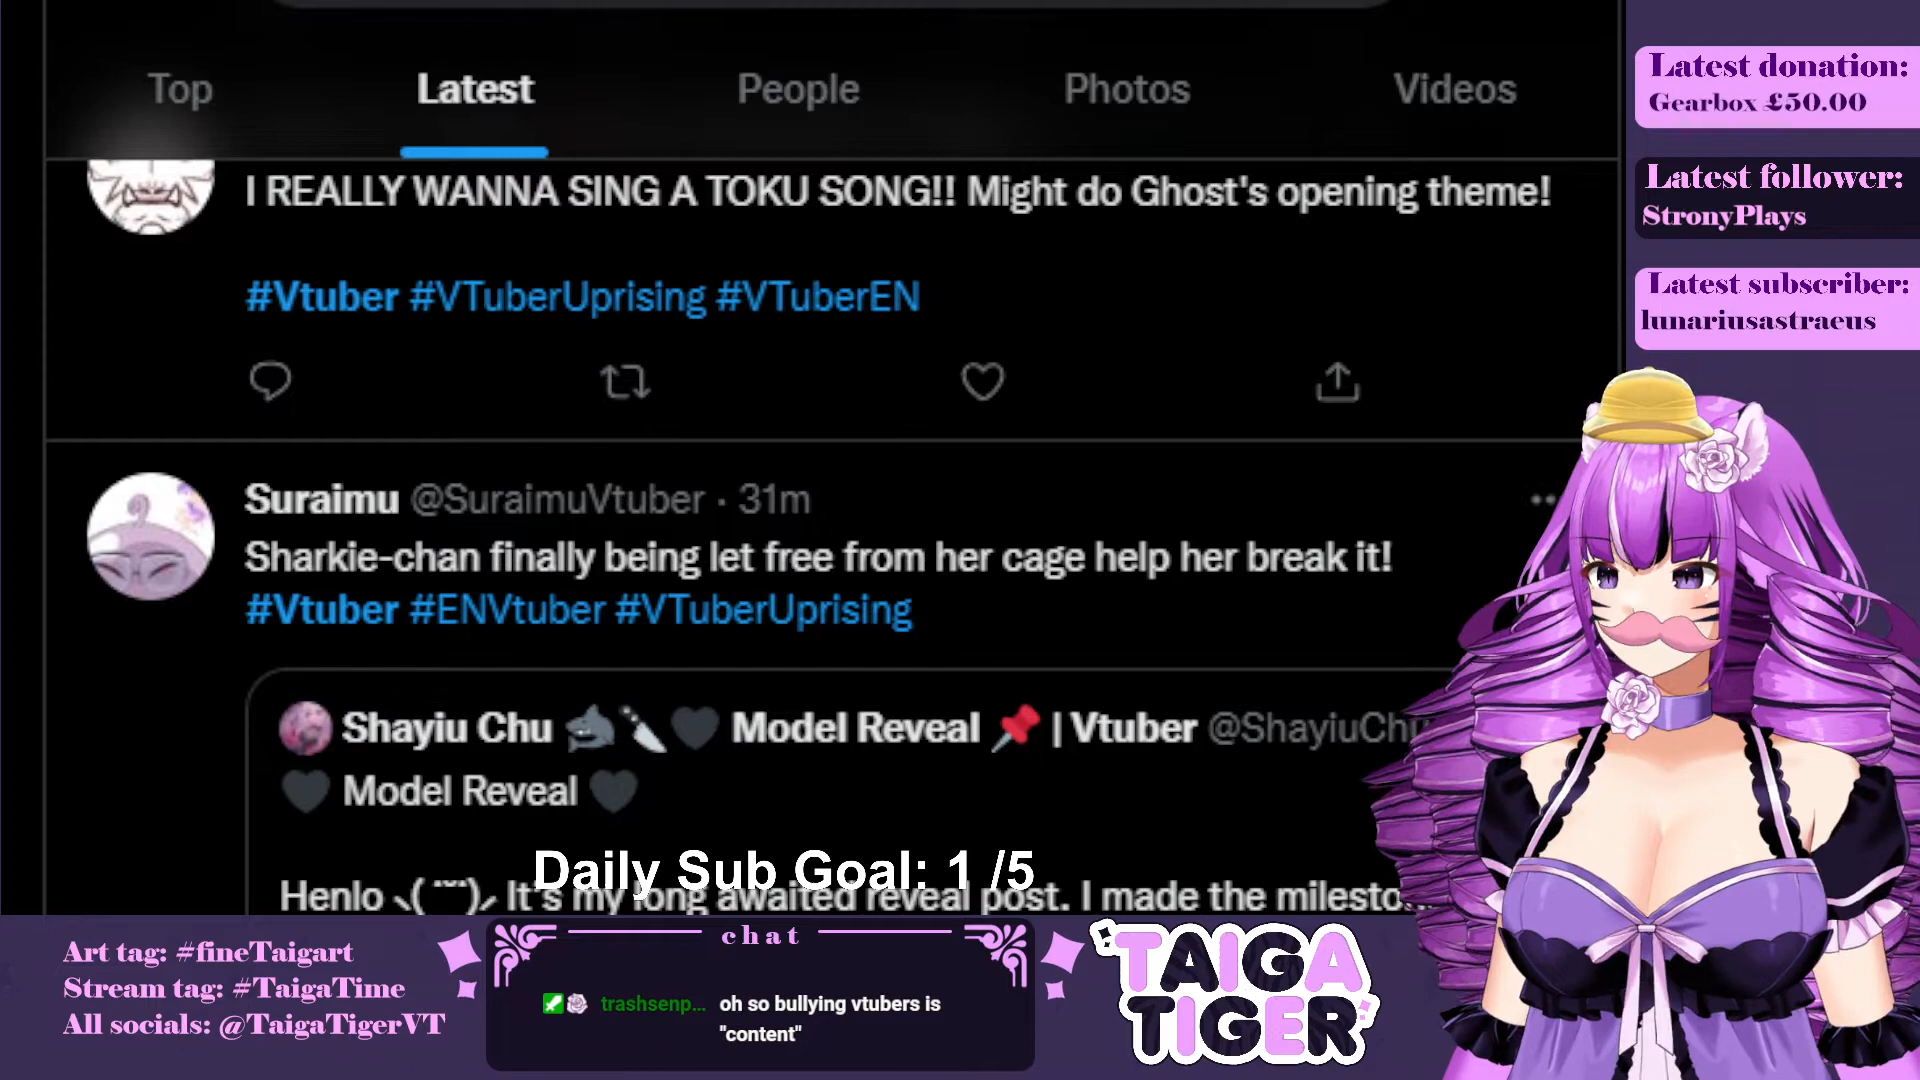 Top Latest People Photos Videos
I REALLY WANNA SING A TOKU SONG!! Might do Ghost's opening theme!
#Vtuber #VTuberUprising #VTuberEN
Suraimu @SuraimuVtuber · 31m
Sharkie-chan finally being let free from her cage help her break it!
#Vtuber #ENVtuber #VTuberUprising
Shayiu Chu 🦈🔪🖤 Model Reveal 📌 | Vtuber @ShayiuChu
🖤 Model Reveal 🖤
Daily Sub Goal: 1 /5
Henlo It's my long awaited reveal post. I made the
Latest donation:
Gearbox £50.00
Latest follower:
StronyPlays
Latest subscriber:
lunariusastraeus
Art tag: #fineTaigart
Stream tag: #TaigaTime
All socials: @TaigaTigerVT
chat
trashsenp... oh so bullying vtubers is
"content"
TAIGA
TIGER